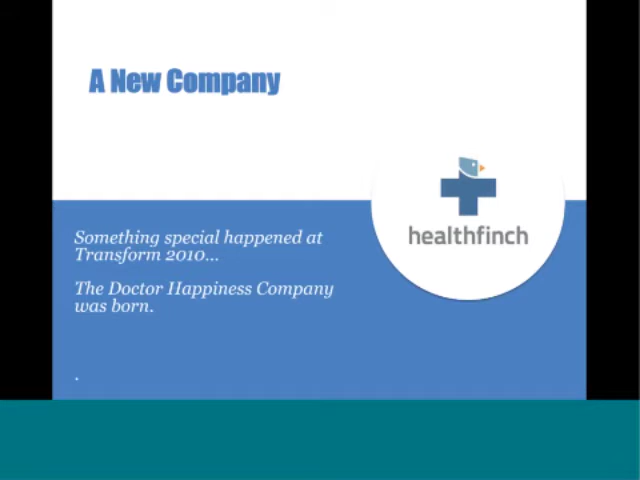 A New Company
healthfinch
Something special happened at
Transform 2010...
The Doctor Happiness Company
was born.
.